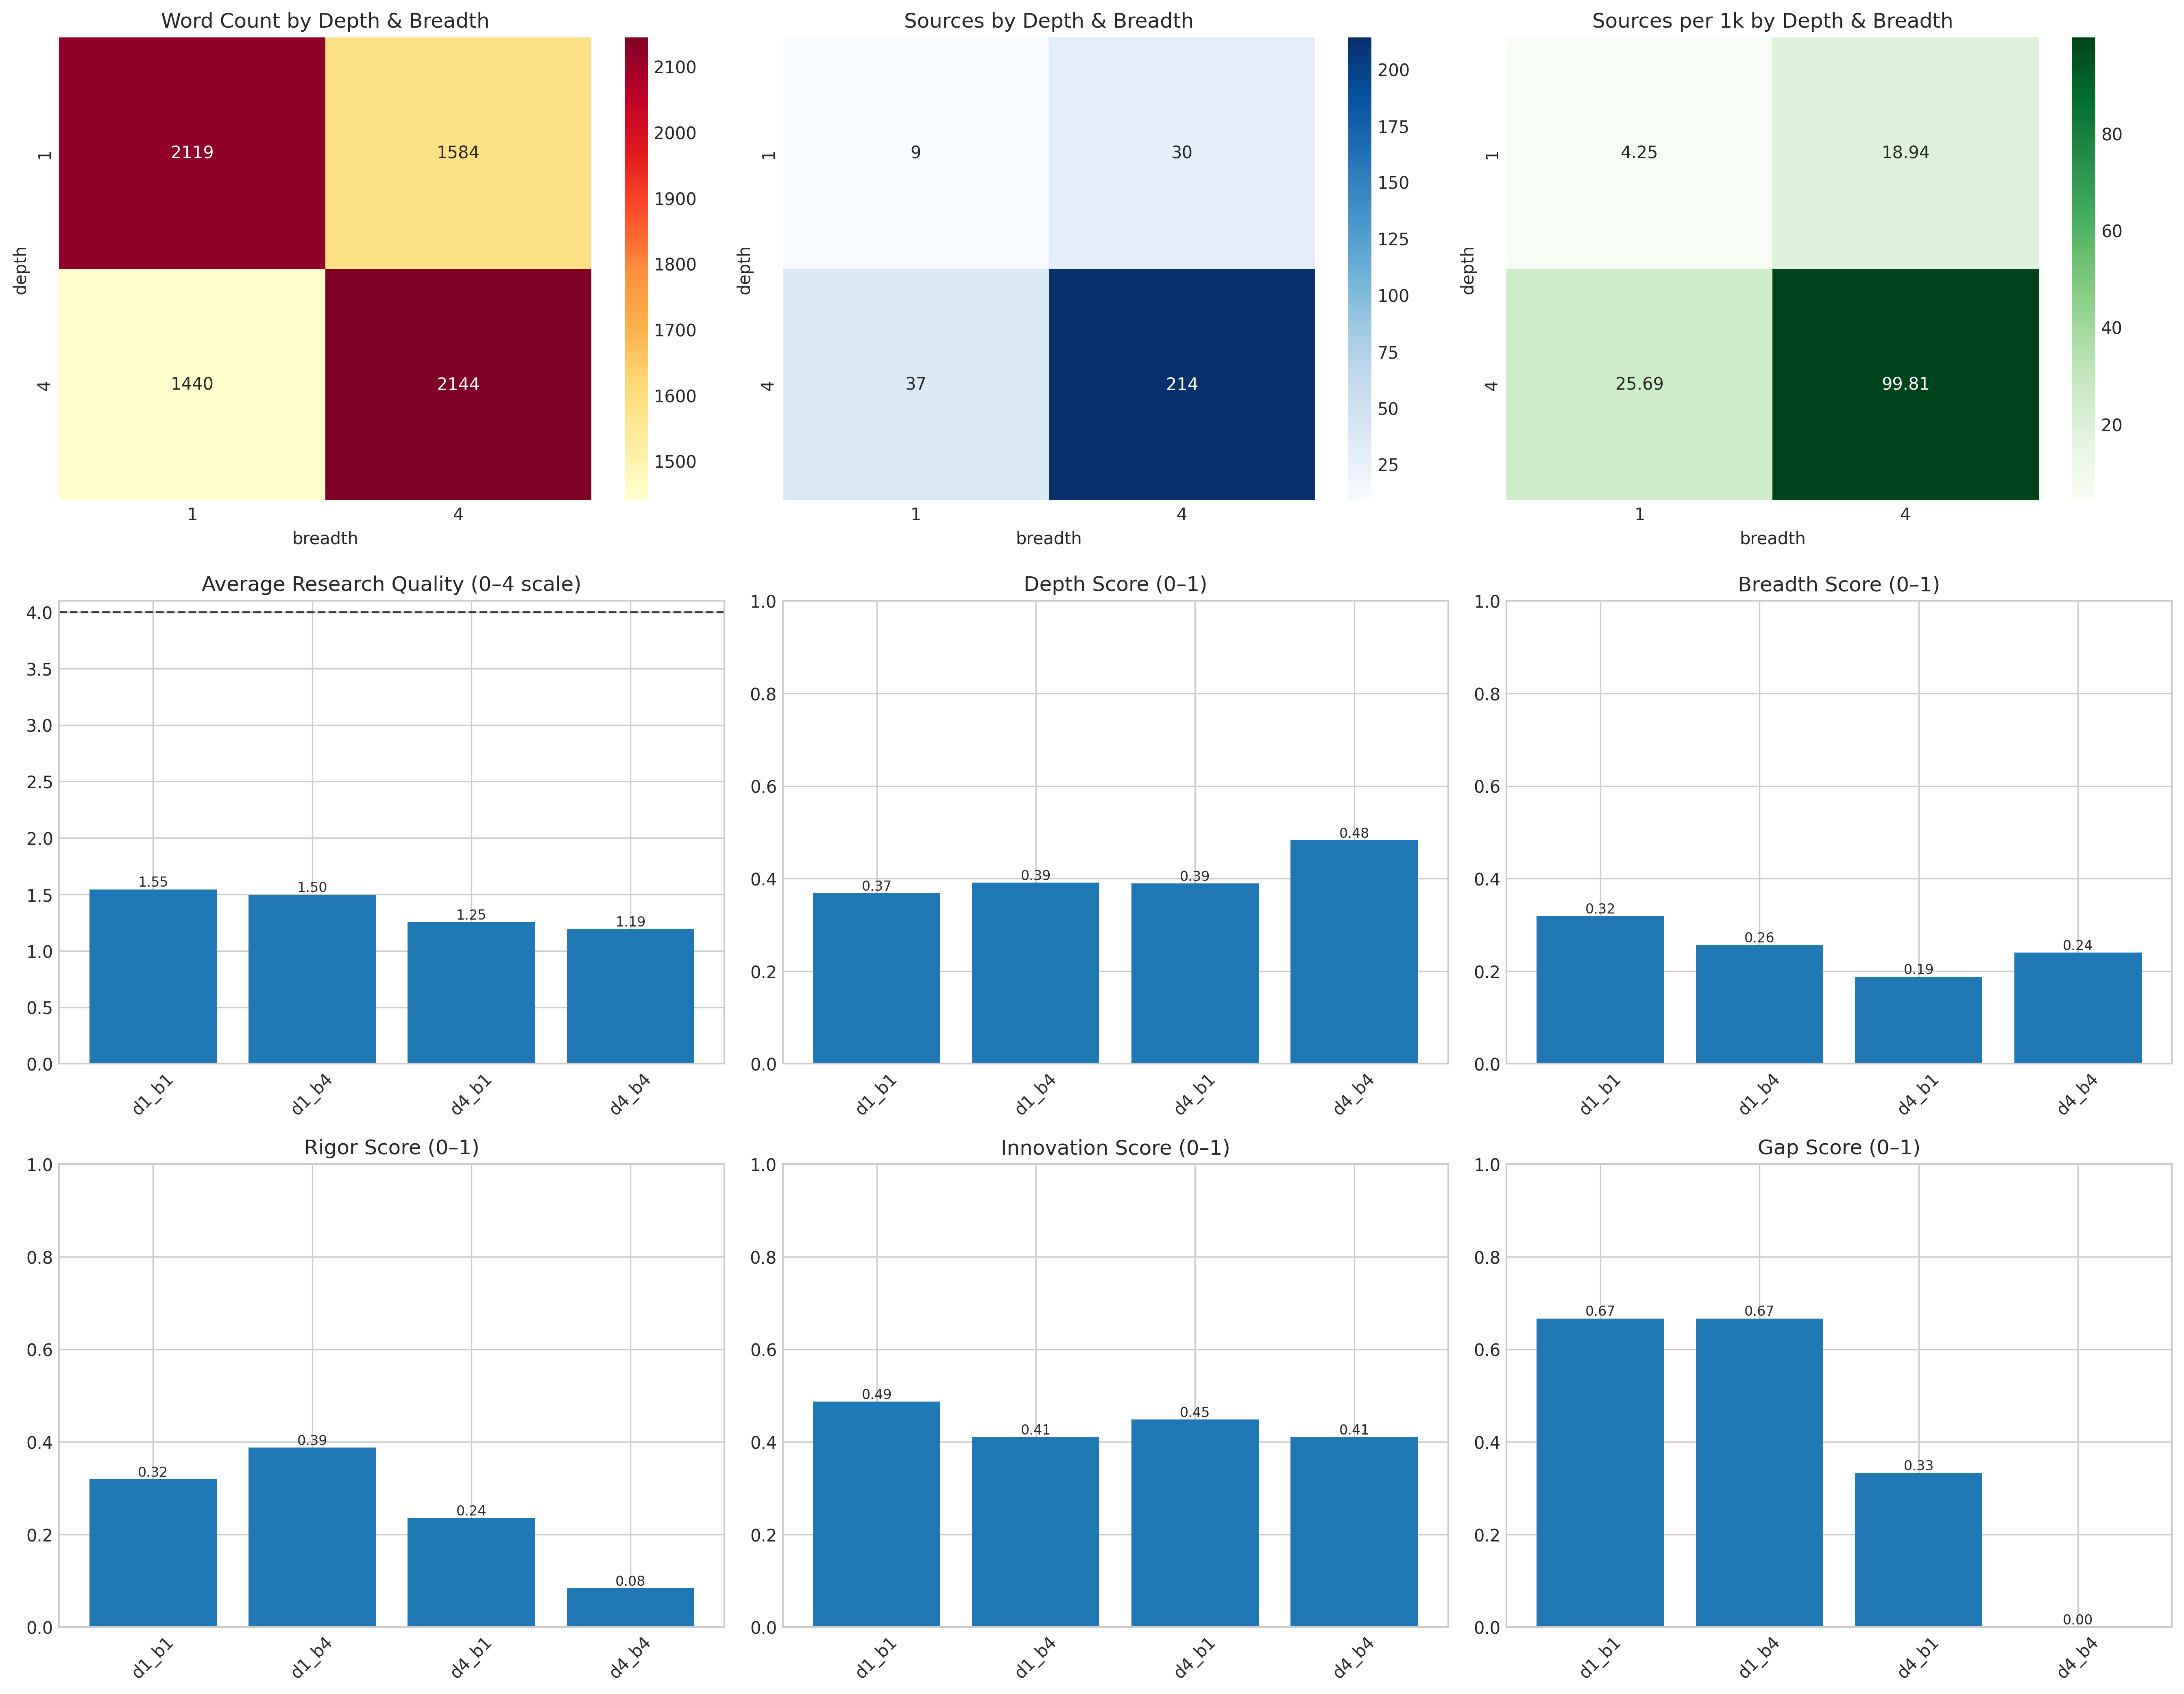 Word Count by Depth & Breadth
2119 1584
1440 2144
depth
1
4
1 4
breadth
2100
2000
1900
1800
1700
1600
1500
Sources by Depth & Breadth
9 30
37 214
depth
1
4
1 4
breadth
200
175
150
125
100
75
50
25
Sources per 1k by Depth & Breadth
4.25 18.94
25.69 99.81
depth
1
4
1 4
breadth
80
60
40
20
Average Research Quality (0–4 scale)
4.0
3.5
3.0
2.5
2.0
1.5
1.0
0.5
0.0
1.55 1.50 1.25 1.19
d1_b1 d1_b4 d4_b1 d4_b4
Depth Score (0–1)
1.0
0.8
0.6
0.4
0.2
0.0
0.37 0.39 0.39 0.48
d1_b1 d1_b4 d4_b1 d4_b4
Breadth Score (0–1)
1.0
0.8
0.6
0.4
0.2
0.0
0.32 0.26 0.19 0.24
d1_b1 d1_b4 d4_b1 d4_b4
Rigor Score (0–1)
1.0
0.8
0.6
0.4
0.2
0.0
0.32 0.39 0.24 0.08
d1_b1 d1_b4 d4_b1 d4_b4
Innovation Score (0–1)
1.0
0.8
0.6
0.4
0.2
0.0
0.49 0.41 0.45 0.41
d1_b1 d1_b4 d4_b1 d4_b4
Gap Score (0–1)
1.0
0.8
0.6
0.4
0.2
0.0
0.67 0.67 0.33 0.00
d1_b1 d1_b4 d4_b1 d4_b4